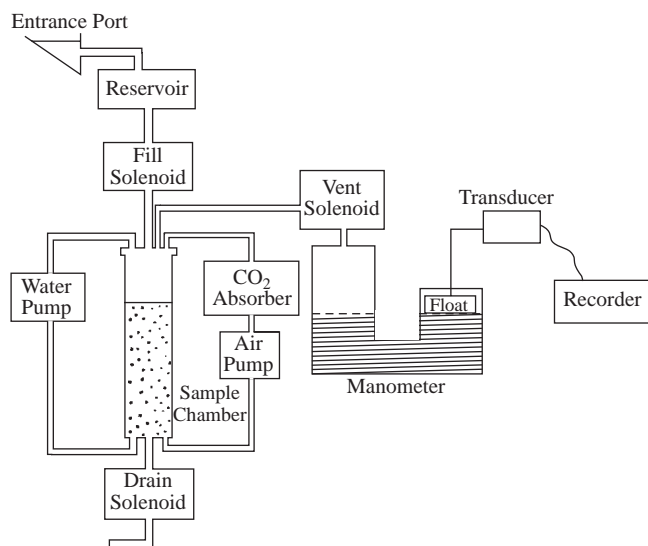 Entrance Port
Reservoir
Fill
Solenoid
Vent
Solenoid
Transducer
Water
Pump
CO₂
Absorber
Float
Recorder
Air
Pump
Manometer
Sample
Chamber
Drain
Solenoid